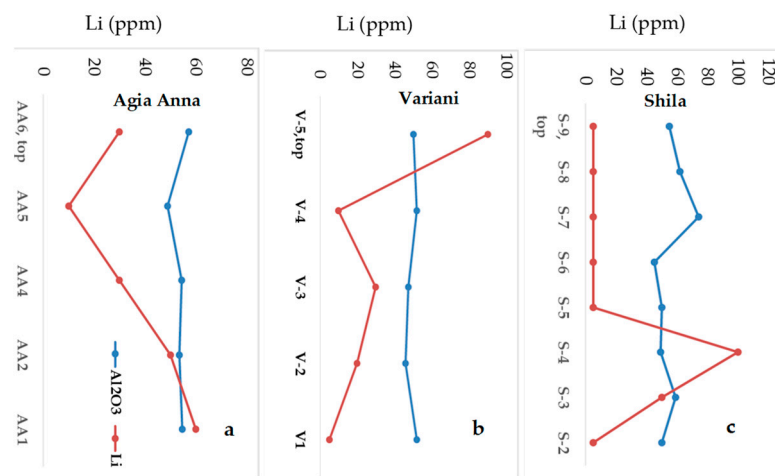 Li (ppm)
0
20
40
60
80
Agia Anna
AA6, top
AA5
AA4
AA2
AA1
Al2O3
Li
a
Li (ppm)
0
20
40
60
80
100
Variani
V-5,top
V-4
V-3
V-2
V1
b
Li (ppm)
0
20
40
60
80
100
120
Shila
S-9,
top
S-8
S-7
S-6
S-5
S-4
S-3
S-2
c